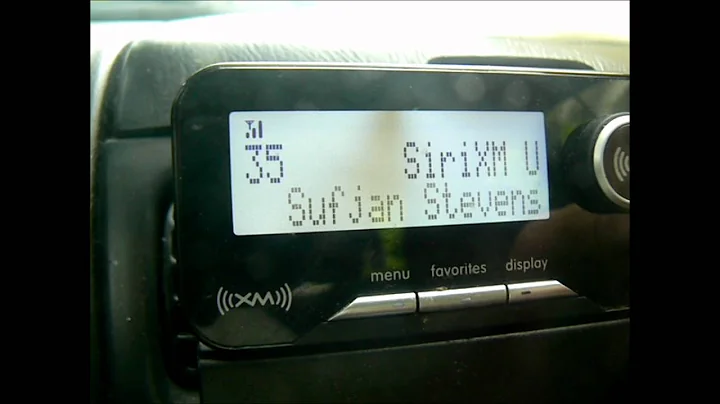 35 SiriXM U
Sufjan Stevens
menu favorites display
((XM))